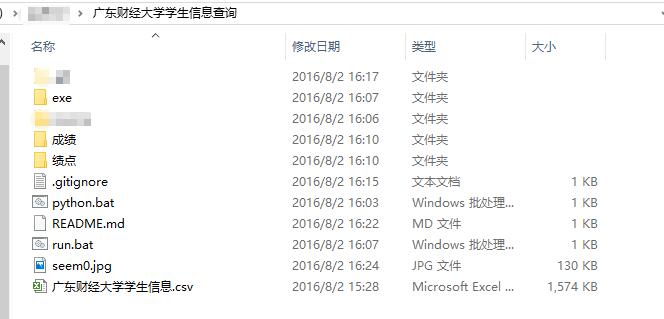 ) 广东财经大学学生信息查询
名称 修改日期 类型 大小
2016/8/2 16:17 文件夹
exe 2016/8/2 16:07 文件夹
2016/8/2 16:06 文件夹
成绩 2016/8/2 16:10 文件夹
绩点 2016/8/2 16:10 文件夹
.gitignore 2016/8/2 16:15 文本文档 1 KB
python.bat 2016/8/2 16:03 Windows 批处理... 1 KB
README.md 2016/8/2 16:22 MD 文件 1 KB
run.bat 2016/8/2 16:07 Windows 批处理... 1 KB
seem0.jpg 2016/8/2 16:24 JPG 文件 130 KB
广东财经大学学生信息.csv 2016/8/2 15:28 Microsoft Excel ... 1,574 KB